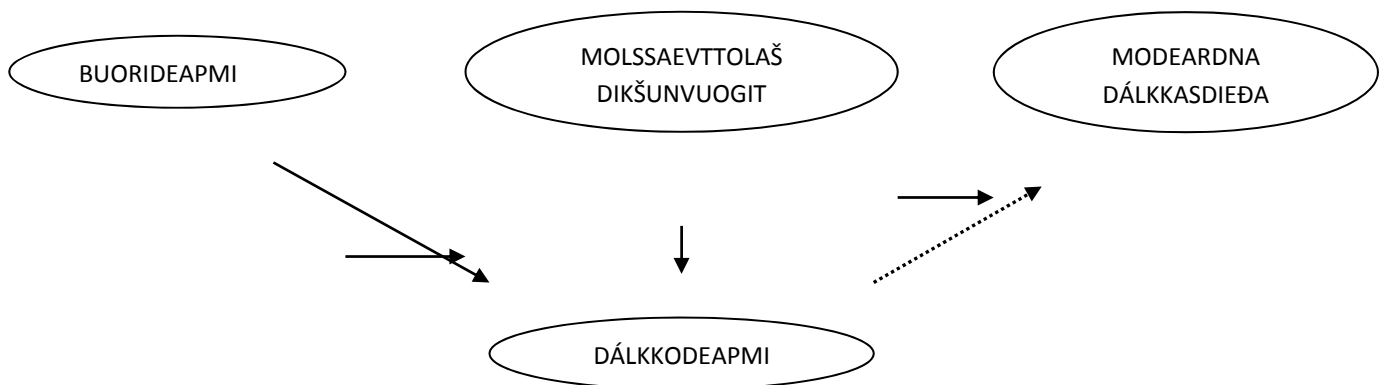 BUORIDEAPMI
MOLSSAEVTTOLAŠ
DIKŠUNVUOGIT
MODEARDNA
DÁLKKASDIEĐA
DÁLKKODEAPMI